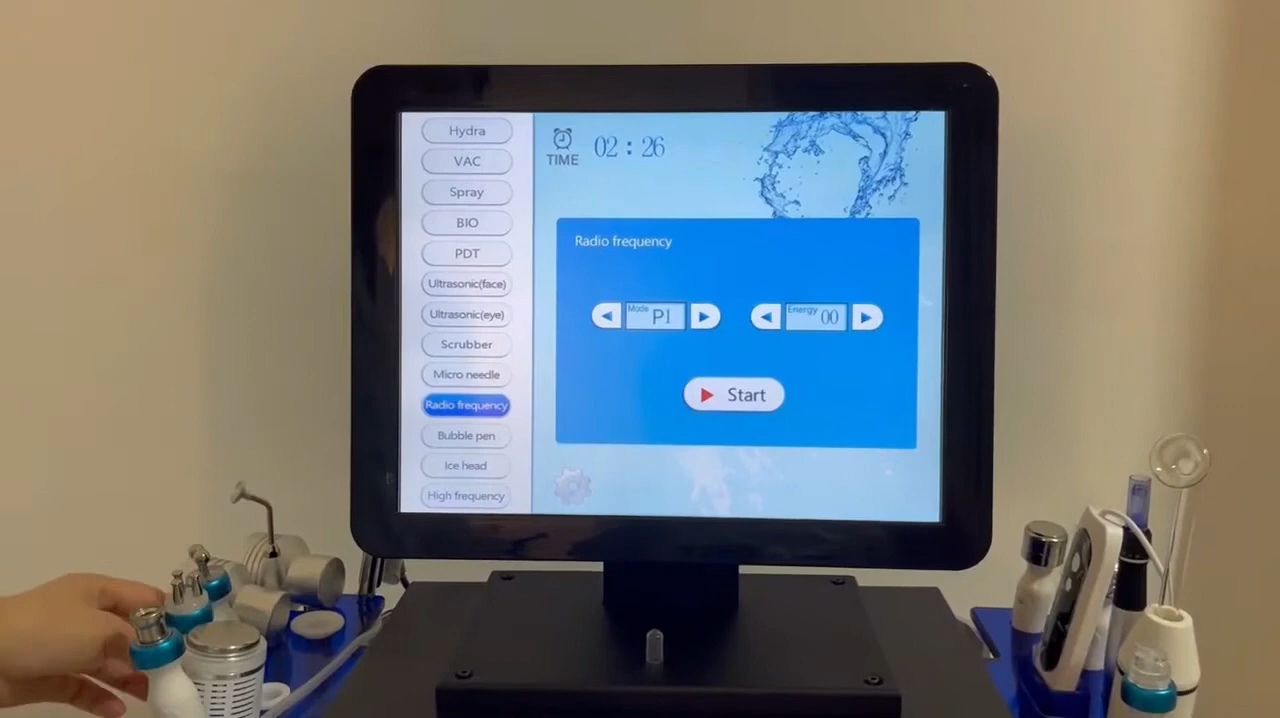 Hydra
VAC
Spray
BIO
PDT
Ultrasonic(face)
Ultrasonic(eye)
Scrubber
Micro needle
Radio frequency
Bubble pen
Ice head
High frequency
TIME
02 : 26
Radio frequency
Mode P1
Energy 00
Start